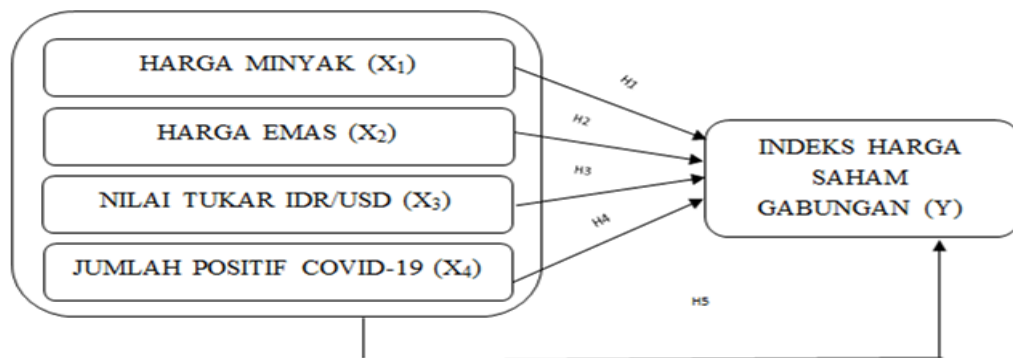 HARGA MINYAK (X₁)
H1
HARGA EMAS (X₂)
H2
NILAI TUKAR IDR/USD (X₃)
H3
JUMLAH POSITIF COVID-19 (X₄)
H4
INDEKS HARGA
SAHAM
GABUNGAN (Y)
H5